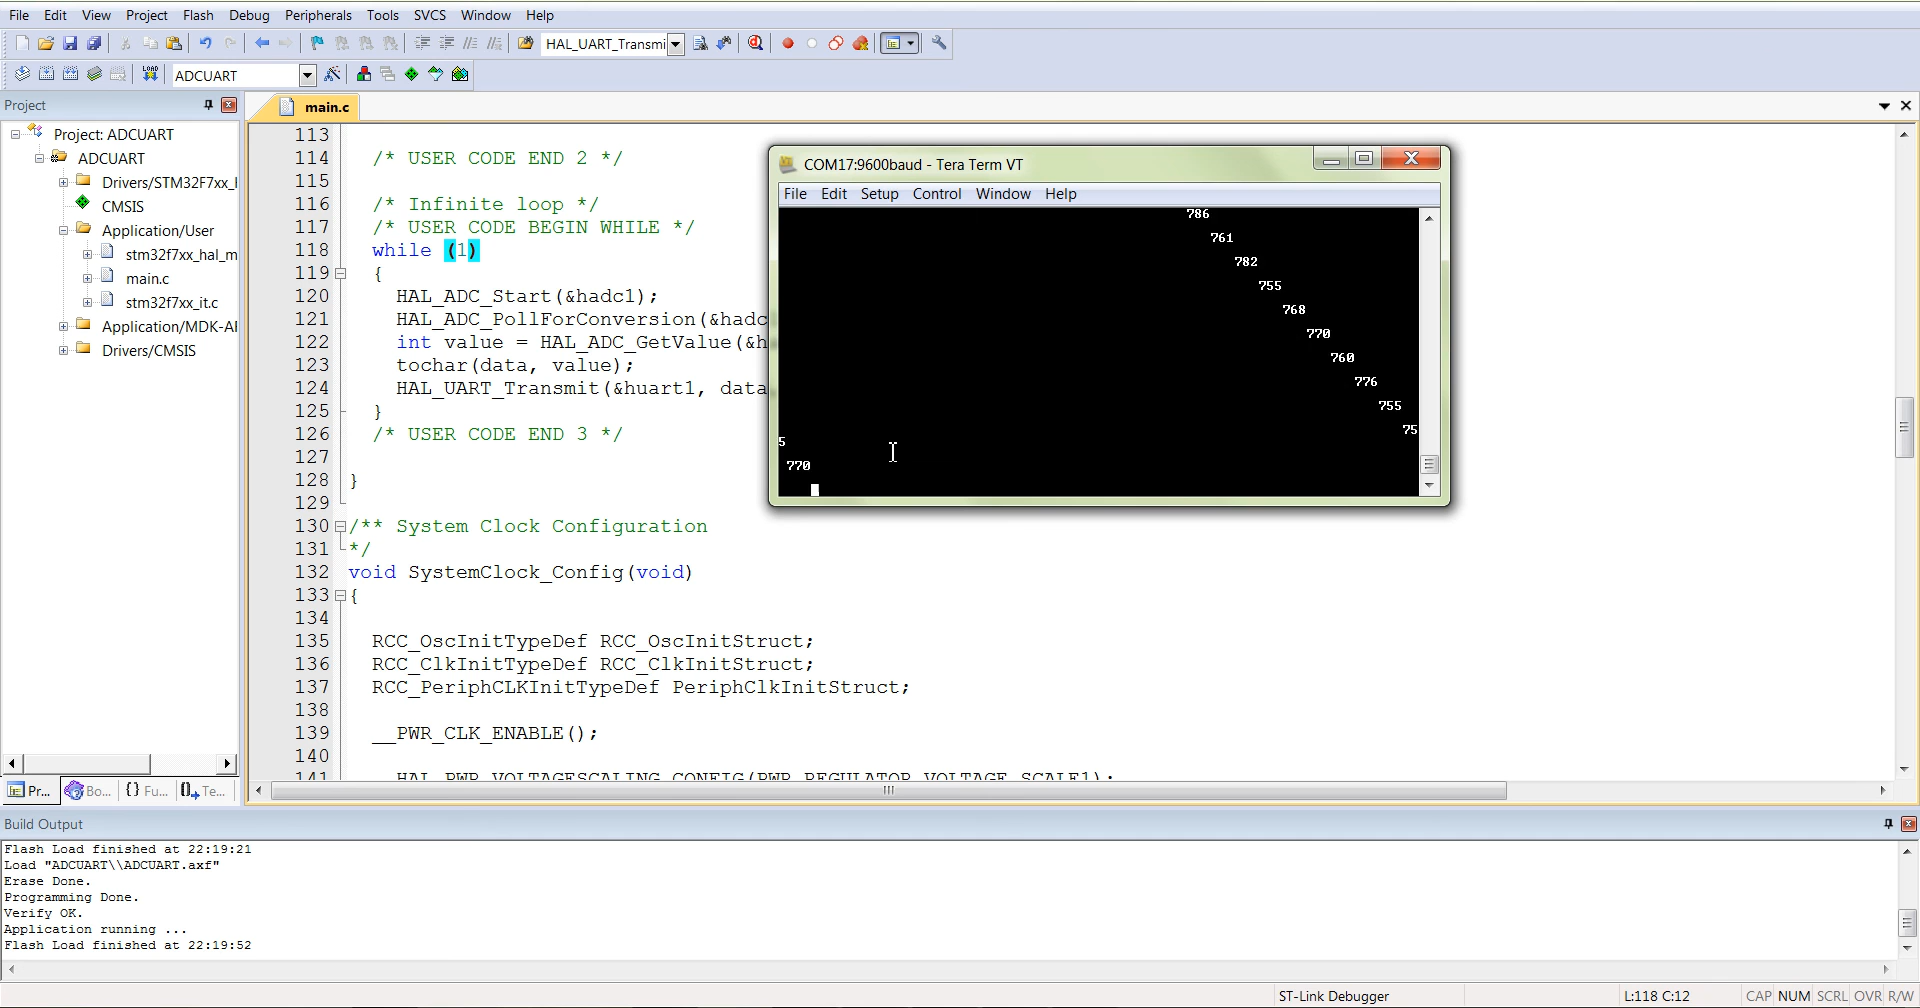 File Edit View Project Flash Debug Peripherals Tools SVCS Window Help
HAL_UART_Transmi
LOAD
ADCUART
Project
main.c
Project: ADCUART
ADCUART
Drivers/STM32F7xx_
CMSIS
Application/User
stm32f7xx_hal_m
main.c
stm32f7xx_it.c
Application/MDK-AI
Drivers/CMSIS
Pr... Bo... {} Fu... Te...
113
114 /* USER CODE END 2 */
115
116 /* Infinite loop */
117 /* USER CODE BEGIN WHILE */
118 while (1)
119 {
120 HAL_ADC_Start(&hadc1);
121 HAL_ADC_PollForConversion(&hadc
122 int value = HAL_ADC_GetValue(&h
123 tochar(data, value);
124 HAL_UART_Transmit(&huart1, data
125 }
126 /* USER CODE END 3 */
127
128 }
129
130 /** System Clock Configuration
131 */
132 void SystemClock_Config(void)
133 {
134
135 RCC_OscInitTypeDef RCC_OscInitStruct;
136 RCC_ClkInitTypeDef RCC_ClkInitStruct;
137 RCC_PeriphCLKInitTypeDef PeriphClkInitStruct;
138
139 __PWR_CLK_ENABLE();
140
141 HAL_PWR_VOLTAGESCALING_CONFIG(PWR_REGULATOR_VOLTAGE_SCALE1);
COM17:9600baud - Tera Term VT
File Edit Setup Control Window Help
786
761
782
755
768
770
760
776
755
75
5
770
Build Output
Flash Load finished at 22:19:21
Load "ADCUART\\ADCUART.axf"
Erase Done.
Programming Done.
Verify OK.
Application running ...
Flash Load finished at 22:19:52
ST-Link Debugger L:118 C:12 CAP NUM SCRL OVR R/W